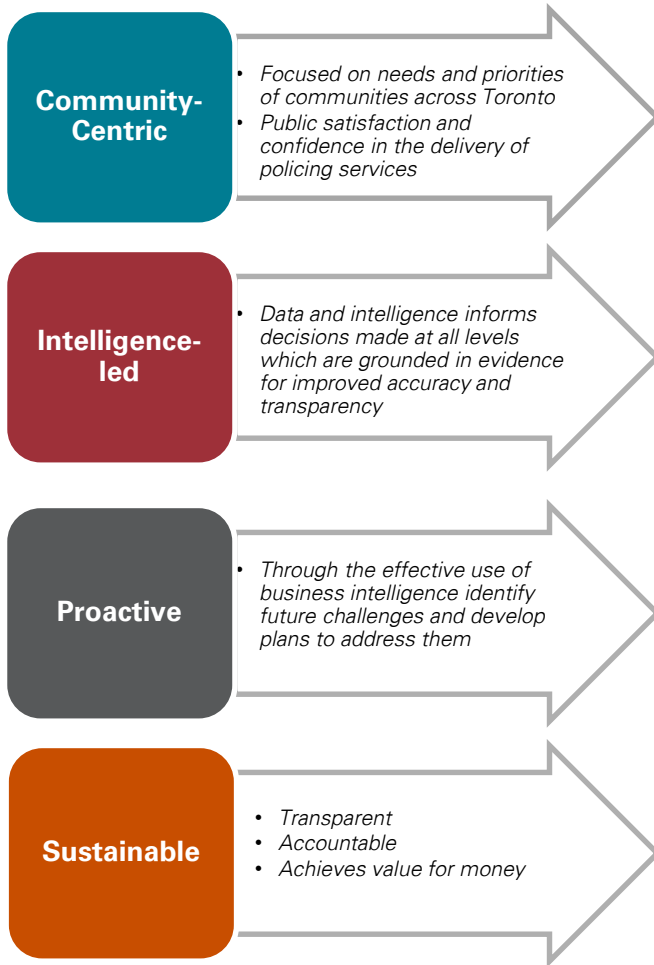 Community-
Centric
• Focused on needs and priorities
of communities across Toronto
• Public satisfaction and
confidence in the delivery of
policing services
Intelligence-
led
• Data and intelligence informs
decisions made at all levels
which are grounded in evidence
for improved accuracy and
transparency
Proactive
• Through the effective use of
business intelligence identify
future challenges and develop
plans to address them
Sustainable
• Transparent
• Accountable
• Achieves value for money